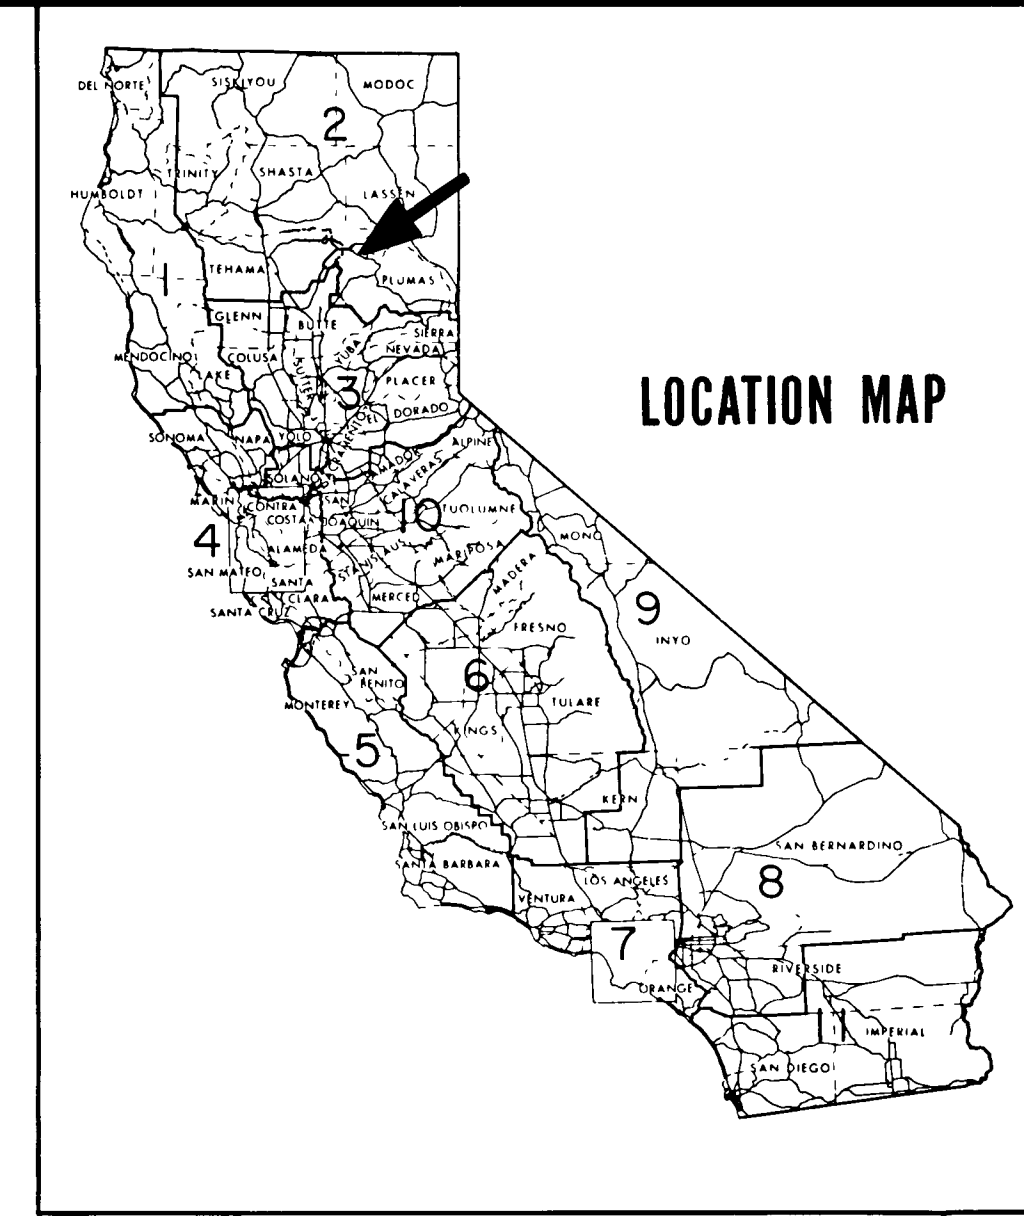 DEL NORTE
SISKIYOU
MODOC
2
TRINITY
SHASTA
LASSEN
HUMBOLDT
1
TEHAMA
PLUMAS
GLENN
BUTTE
SIERRA
NEVADA
YUBA
MENDOCINO
COLUSA
LAKE
SUTTER
3
PLACER
EL DORADO
LOCATION MAP
SONOMA
NAPA
YOLO
SACRAMENTO
ALPINE
AMADOR
CALAVERAS
SOLANO
MARIN
CONTRA
COSTA
SAN
JOAQUIN
10
TUOLUMNE
MONO
4
ALAMEDA
STANISLAUS
MARIPOSA
SAN MATEO
SANTA
CLARA
MERCED
MADERA
SANTA CRUZ
9
INYO
FRESNO
SAN
BENITO
6
MONTEREY
TULARE
5
KINGS
KERN
SAN LUIS OBISPO
SAN BERNARDINO
SANTA BARBARA
LOS ANGELES
8
VENTURA
7
RIVERSIDE
ORANGE
11
IMPERIAL
SAN DIEGO